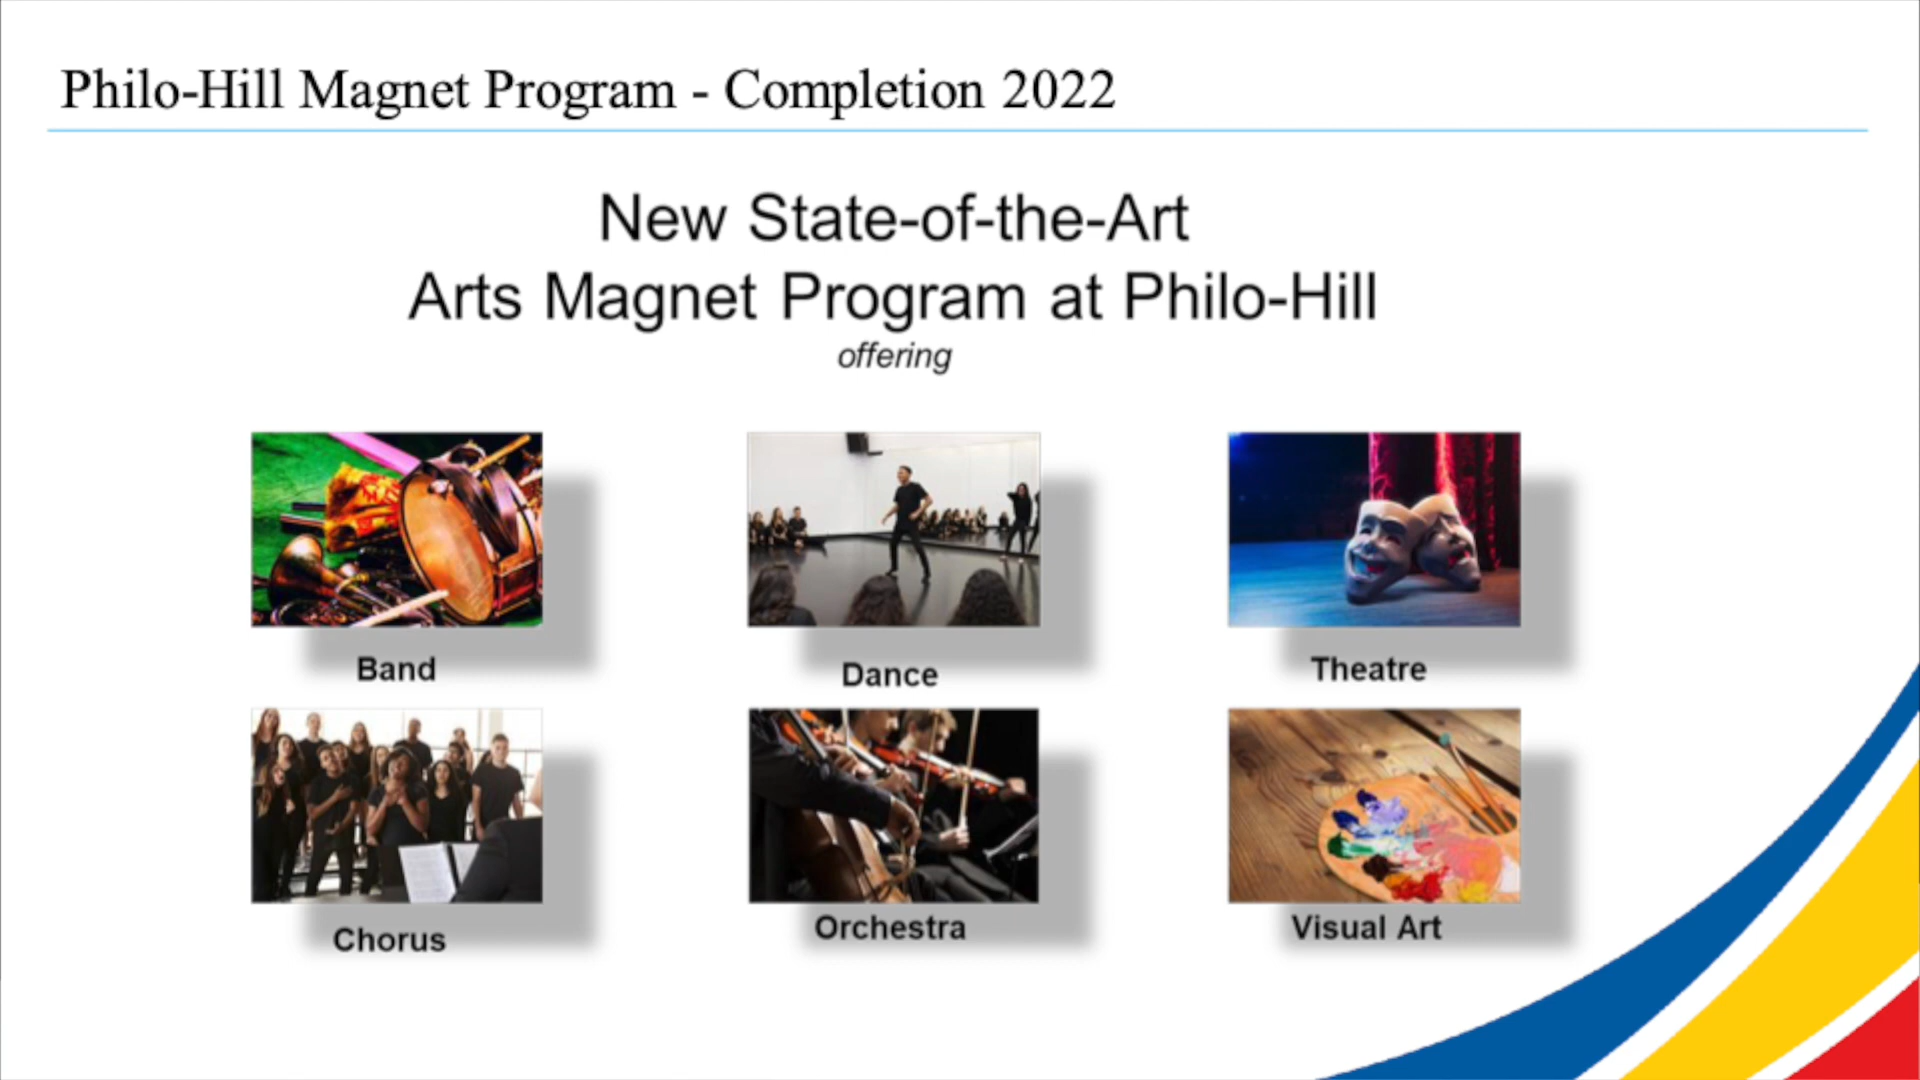 Philo-Hill Magnet Program - Completion 2022
New State-of-the-Art
Arts Magnet Program at Philo-Hill
offering
Band
Dance
Theatre
Chorus
Orchestra
Visual Art